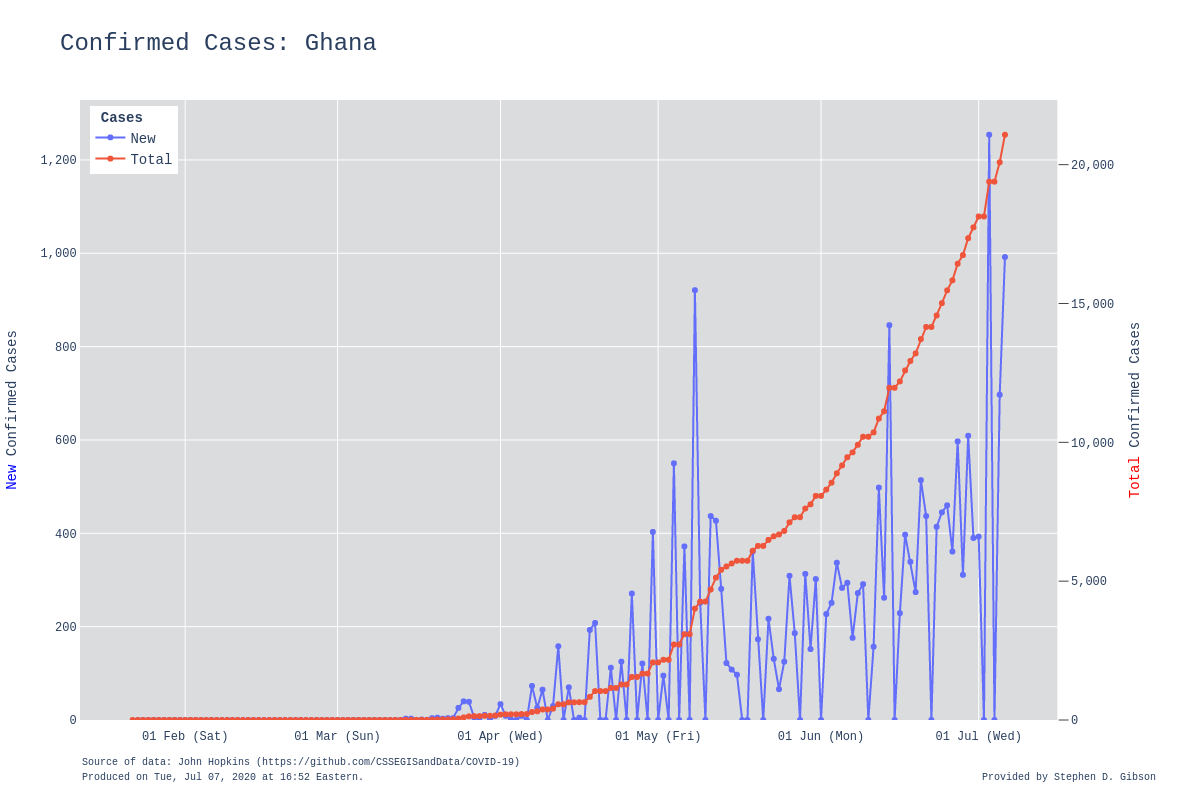 Confirmed Cases: Ghana
Cases
New
Total
1,200
1,000
800
600
400
200
0
20,000
15,000
10,000
5,000
0
New Confirmed Cases
Total Confirmed Cases
01 Feb (Sat)
01 Mar (Sun)
01 Apr (Wed)
01 May (Fri)
01 Jun (Mon)
01 Jul (Wed)
Source of data: John Hopkins (https://github.com/CSSEGISandData/COVID-19)
Produced on Tue, Jul 07, 2020 at 16:52 Eastern.
Provided by Stephen D. Gibson